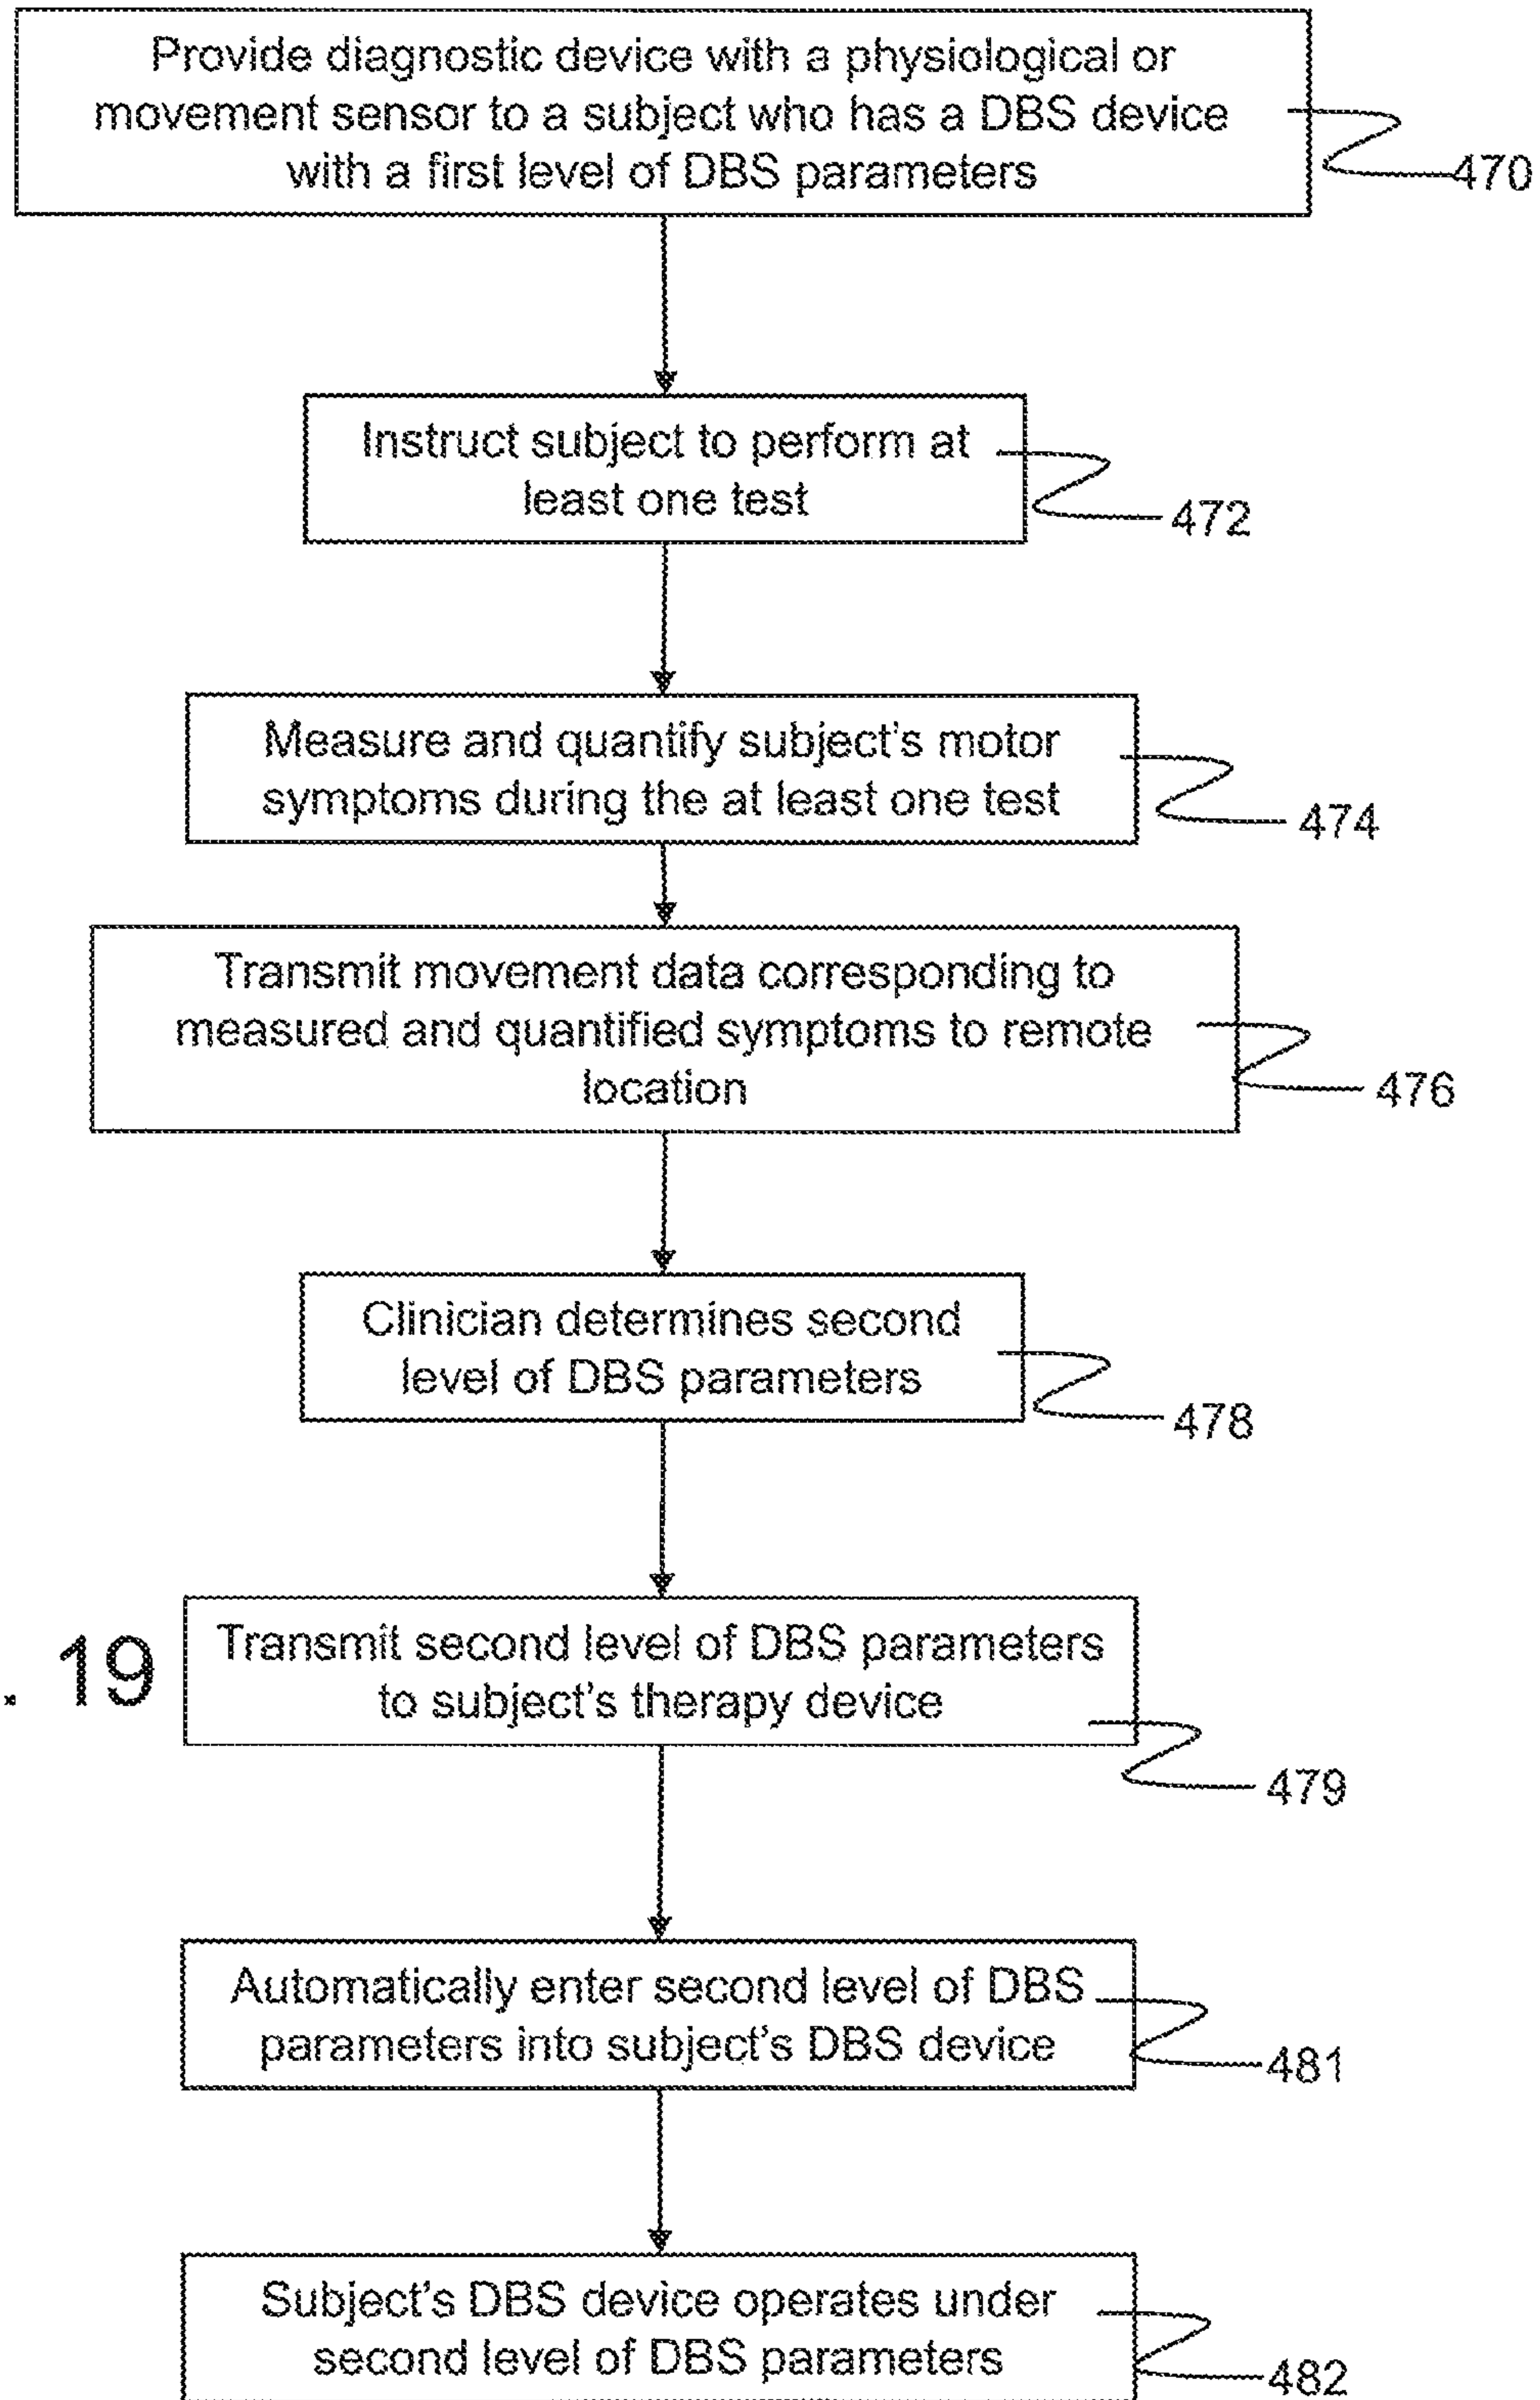 Provide diagnostic device with a physiological or
movement sensor to a subject who has a DBS device
with a first level of DBS parameters
470
Instruct subject to perform at
least one test
472
Measure and quantify subject's motor
symptoms during the at least one test
474
Transmit movement data corresponding to
measured and quantified symptoms to remote
location
476
Clinician determines second
level of DBS parameters
478
. 19
Transmit second level of DBS parameters
to subject's therapy device
479
Automatically enter second level of DBS
parameters into subject's DBS device
481
Subject's DBS device operates under
second level of DBS parameters
482